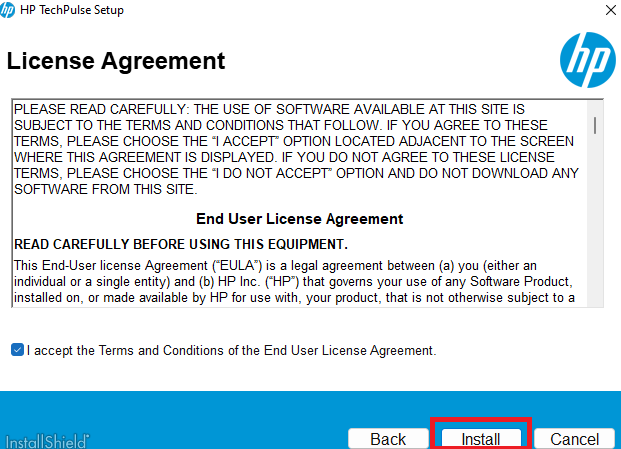 HP TechPulse Setup
License Agreement
hp
PLEASE READ CAREFULLY: THE USE OF SOFTWARE AVAILABLE AT THIS SITE IS
SUBJECT TO THE TERMS AND CONDITIONS THAT FOLLOW. IF YOU AGREE TO THESE
TERMS, PLEASE CHOOSE THE “I ACCEPT” OPTION LOCATED ADJACENT TO THE SCREEN
WHERE THIS AGREEMENT IS DISPLAYED. IF YOU DO NOT AGREE TO THESE LICENSE
TERMS, PLEASE CHOOSE THE “I DO NOT ACCEPT” OPTION AND DO NOT DOWNLOAD ANY
SOFTWARE FROM THIS SITE.
End User License Agreement
READ CAREFULLY BEFORE USING THIS EQUIPMENT.
This End-User license Agreement (“EULA”) is a legal agreement between (a) you (either an
individual or a single entity) and (b) HP Inc. (“HP”) that governs your use of any Software Product,
installed on, or made available by HP for use with, your product, that is not otherwise subject to a
I accept the Terms and Conditions of the End User License Agreement.
InstallShield
Back Install Cancel